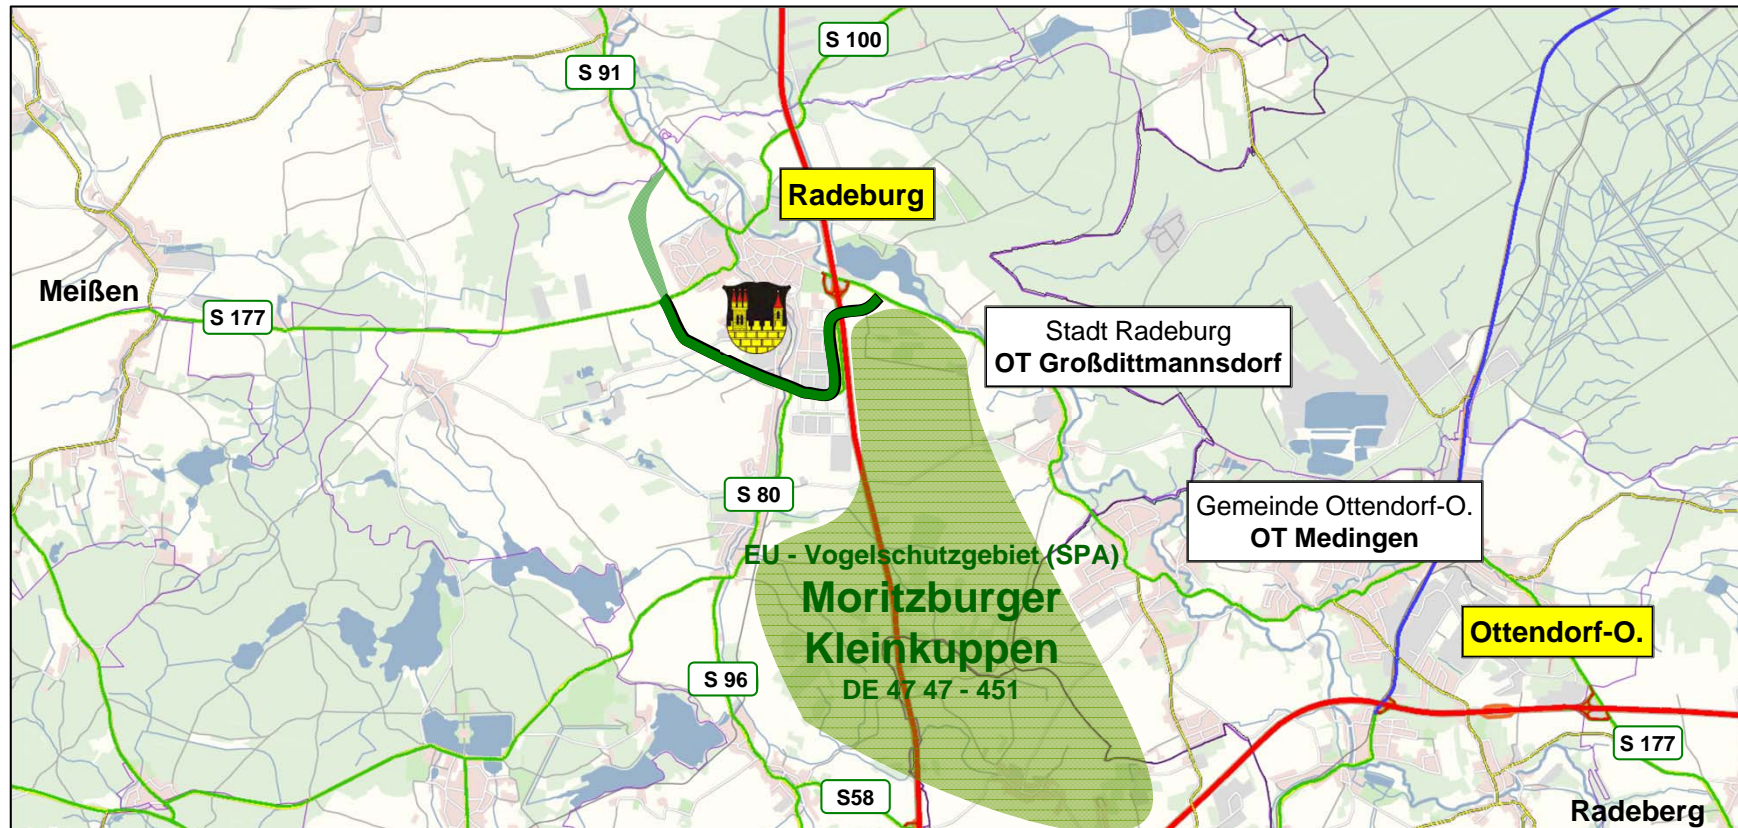 S 100
S 91
Radeburg
Meißen
S 177
Stadt Radeburg
OT Großdittmannsdorf
S 80
Gemeinde Ottendorf-O.
OT Medingen
EU - Vogelschutzgebiet (SPA)
Moritzburger
Kleinkuppen
DE 47 47 - 451
Ottendorf-O.
S 96
S 177
S58
Radeberg